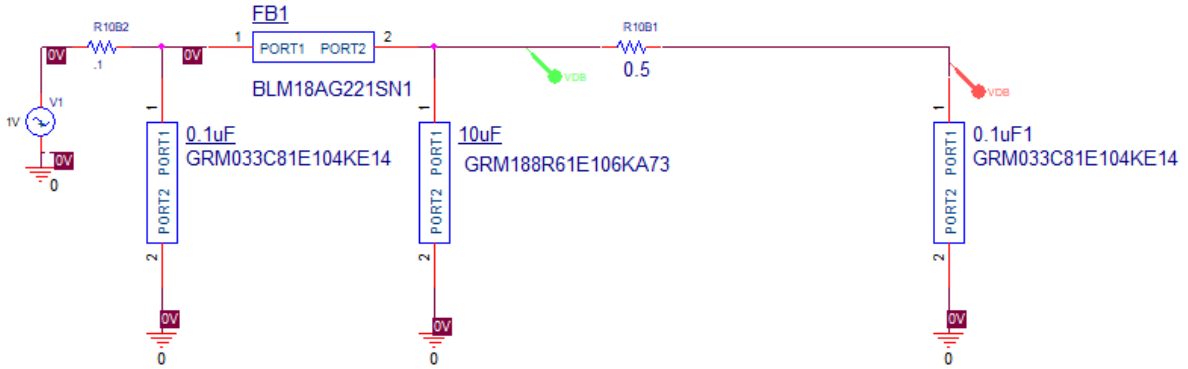 FB1
R10B2
1
PORT1 PORT2
2
R10B1
0V
0V
.1
0.5
VDB
VDB
BLM18AG221SN1
V1
1V
1
1
1
0.1uF
GRM033C81E104KE14
10uF
GRM188R61E106KA73
0.1uF1
GRM033C81E104KE14
PORT2 PORT1
PORT2 PORT1
PORT2 PORT1
0V
0
2
2
2
0V
0V
0V
0
0
0